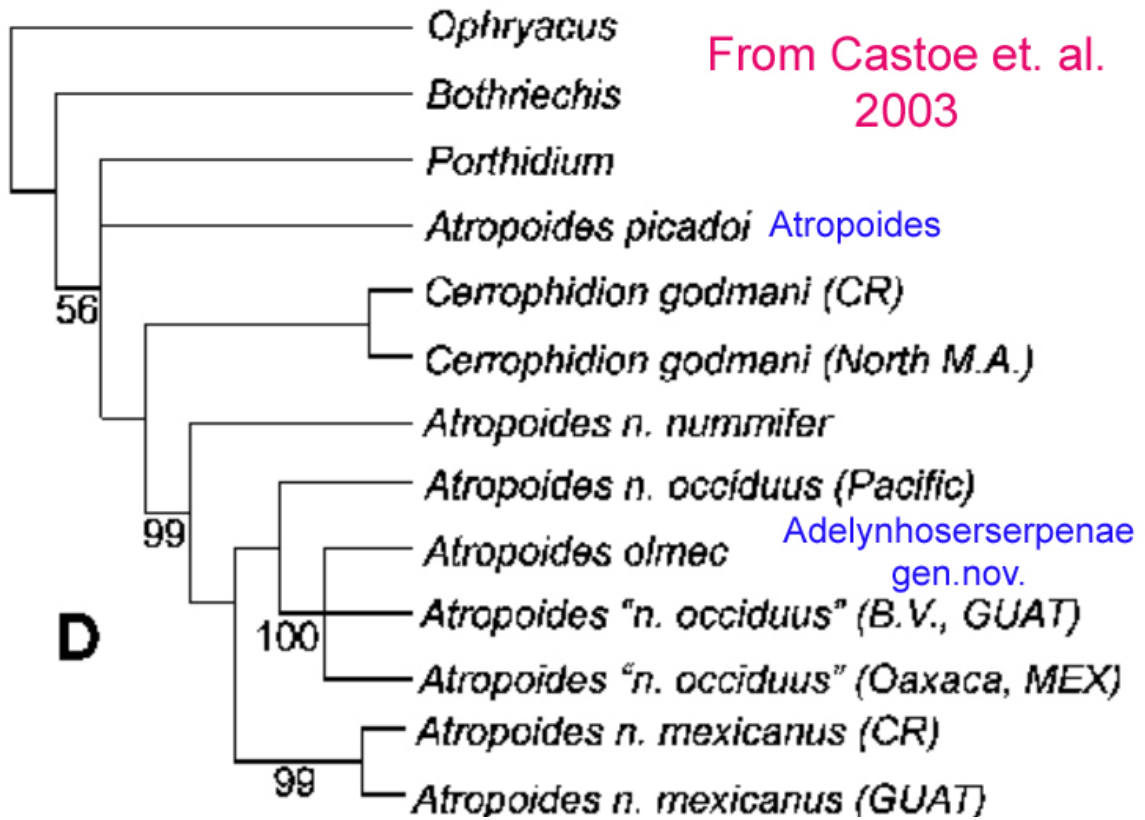 Ophryacus
From Castoe et. al.
2003
Bothriechis
Porthidium
Atropoides picadoi Atropoides
Cerrophidion godmani (CR)
56
Cerrophidion godmani (North M.A.)
Atropoides n. nummifer
Atropoides n. occiduus (Pacific)
99
Adelynhoserserpenae
gen.nov.
Atropoides olmec
Atropoides "n. occiduus" (B.V., GUAT)
D
100
Atropoides "n. occiduus" (Oaxaca, MEX)
Atropoides n. mexicanus (CR)
99
Atropoides n. mexicanus (GUAT)